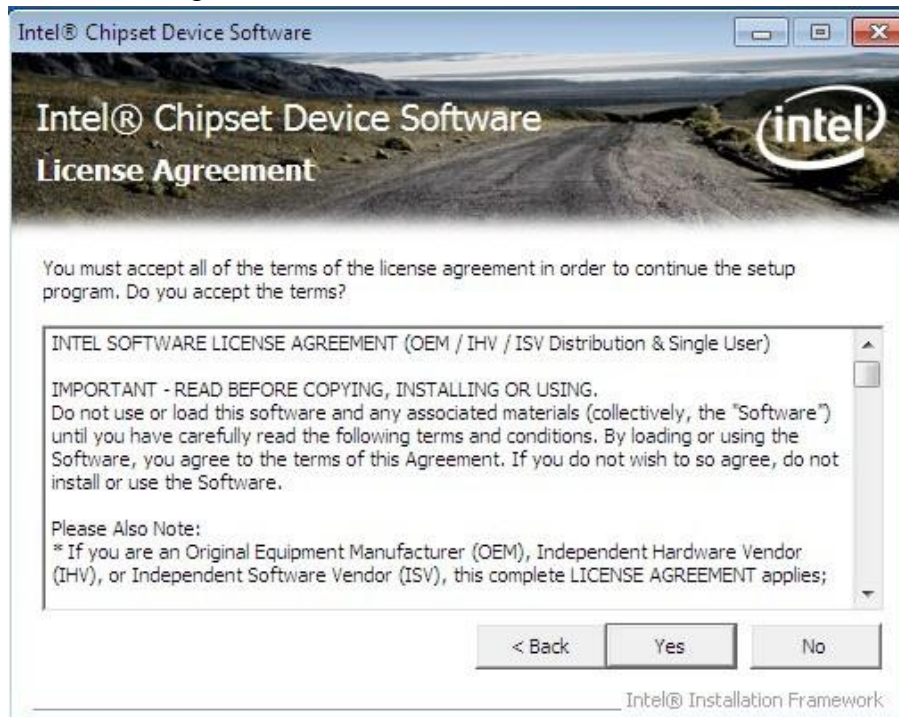 Intel® Chipset Device Software
Intel® Chipset Device Software
intel
License Agreement
You must accept all of the terms of the license agreement in order to continue the setup
program. Do you accept the terms?
INTEL SOFTWARE LICENSE AGREEMENT (OEM / IHV / ISV Distribution & Single User)
IMPORTANT - READ BEFORE COPYING, INSTALLING OR USING.
Do not use or load this software and any associated materials (collectively, the "Software")
until you have carefully read the following terms and conditions. By loading or using the
Software, you agree to the terms of this Agreement. If you do not wish to so agree, do not
install or use the Software.
Please Also Note:
* If you are an Original Equipment Manufacturer (OEM), Independent Hardware Vendor
(IHV), or Independent Software Vendor (ISV), this complete LICENSE AGREEMENT applies;
< Back Yes No
Intel® Installation Framework